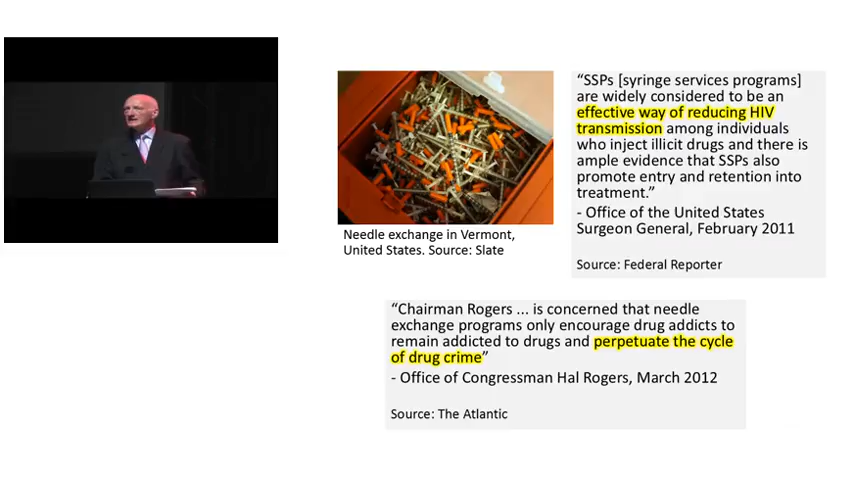 Needle exchange in Vermont,
United States. Source: Slate
“SSPs [syringe services programs]
are widely considered to be an
effective way of reducing HIV
transmission among individuals
who inject illicit drugs and there is
ample evidence that SSPs also
promote entry and retention into
treatment.”
- Office of the United States
Surgeon General, February 2011
Source: Federal Reporter
“Chairman Rogers ... is concerned that needle
exchange programs only encourage drug addicts to
remain addicted to drugs and perpetuate the cycle
of drug crime”
- Office of Congressman Hal Rogers, March 2012
Source: The Atlantic